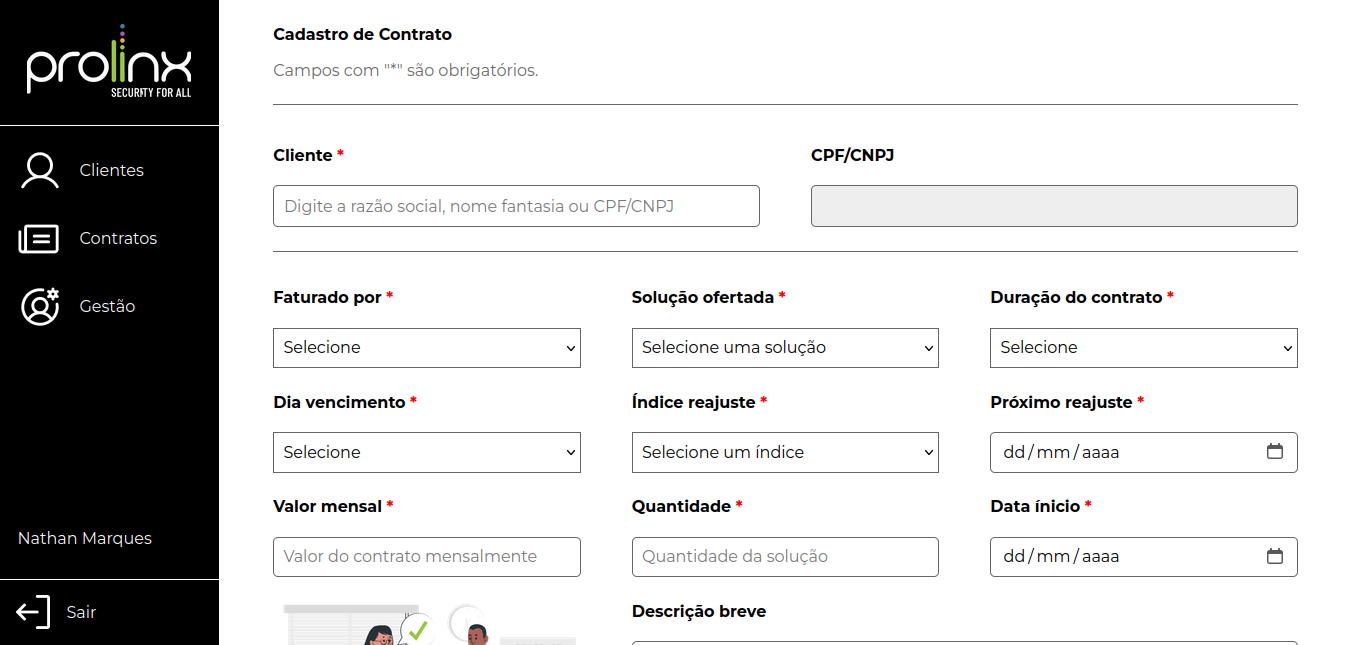 prolinx
SECURITY FOR ALL
Clientes
Contratos
Gestão
Nathan Marques
Sair
Cadastro de Contrato
Campos com "*" são obrigatórios.
Cliente * CPF/CNPJ
Digite a razão social, nome fantasia ou CPF/CNPJ
Faturado por * Solução ofertada * Duração do contrato *
Selecione Selecione uma solução Selecione
Dia vencimento * Índice reajuste * Próximo reajuste *
Selecione Selecione um índice dd/mm/aaaa
Valor mensal * Quantidade * Data ínicio *
Valor do contrato mensalmente Quantidade da solução dd/mm/aaaa
Descrição breve